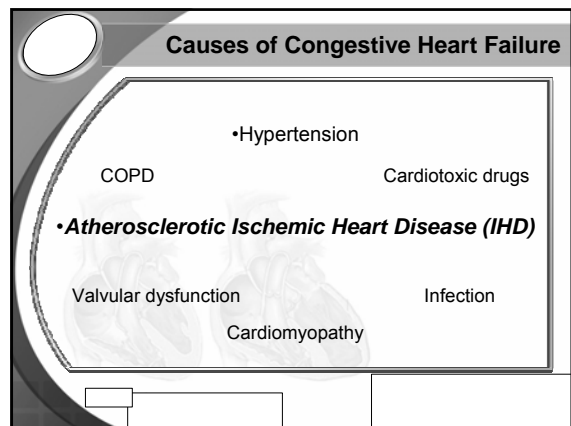 Causes of Congestive Heart Failure
•Hypertension
COPD
Cardiotoxic drugs
•Atherosclerotic Ischemic Heart Disease (IHD)
Valvular dysfunction
Infection
Cardiomyopathy